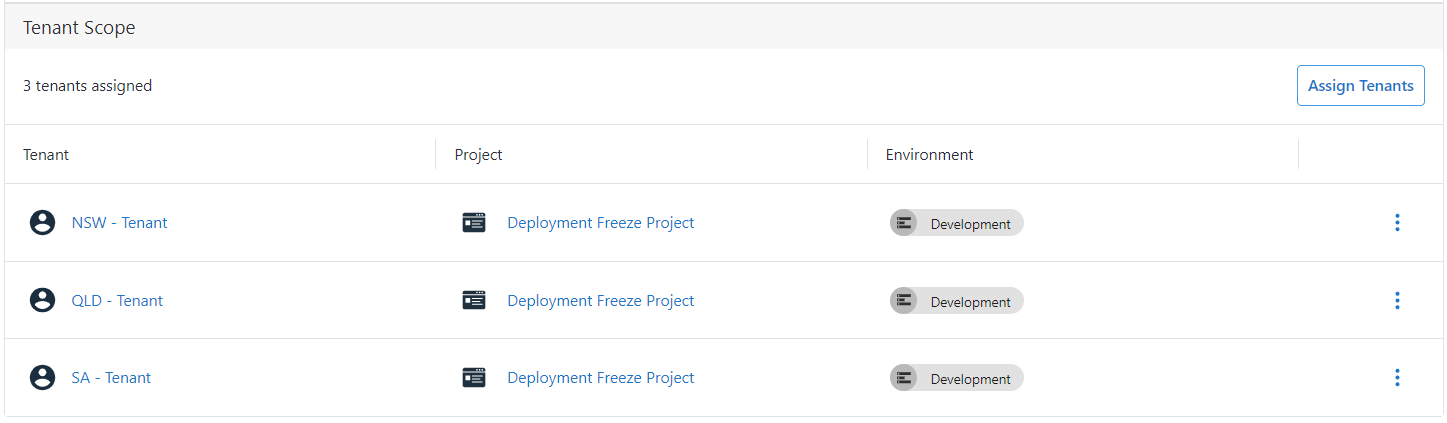 Tenant Scope
3 tenants assigned
Assign Tenants
Tenant Project Environment
NSW - Tenant Deployment Freeze Project Development
QLD - Tenant Deployment Freeze Project Development
SA - Tenant Deployment Freeze Project Development